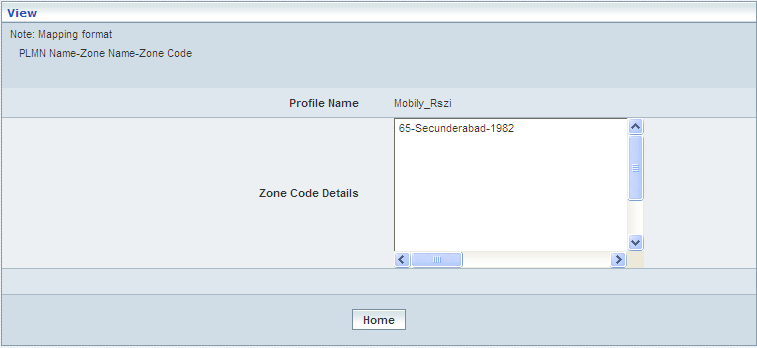 View
Note: Mapping format
PLMN Name-Zone Name-Zone Code
Profile Name Mobily_Rszi
65-Secunderabad-1982
Zone Code Details
Home